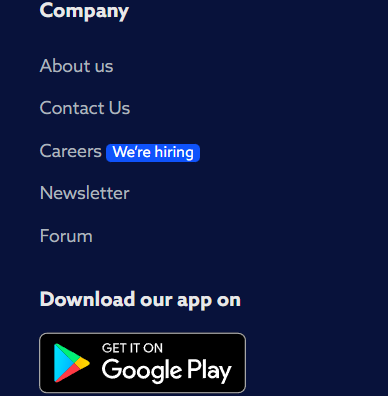 Company
About us
Contact Us
Careers We're hiring
Newsletter
Forum
Download our app on
GET IT ON
Google Play